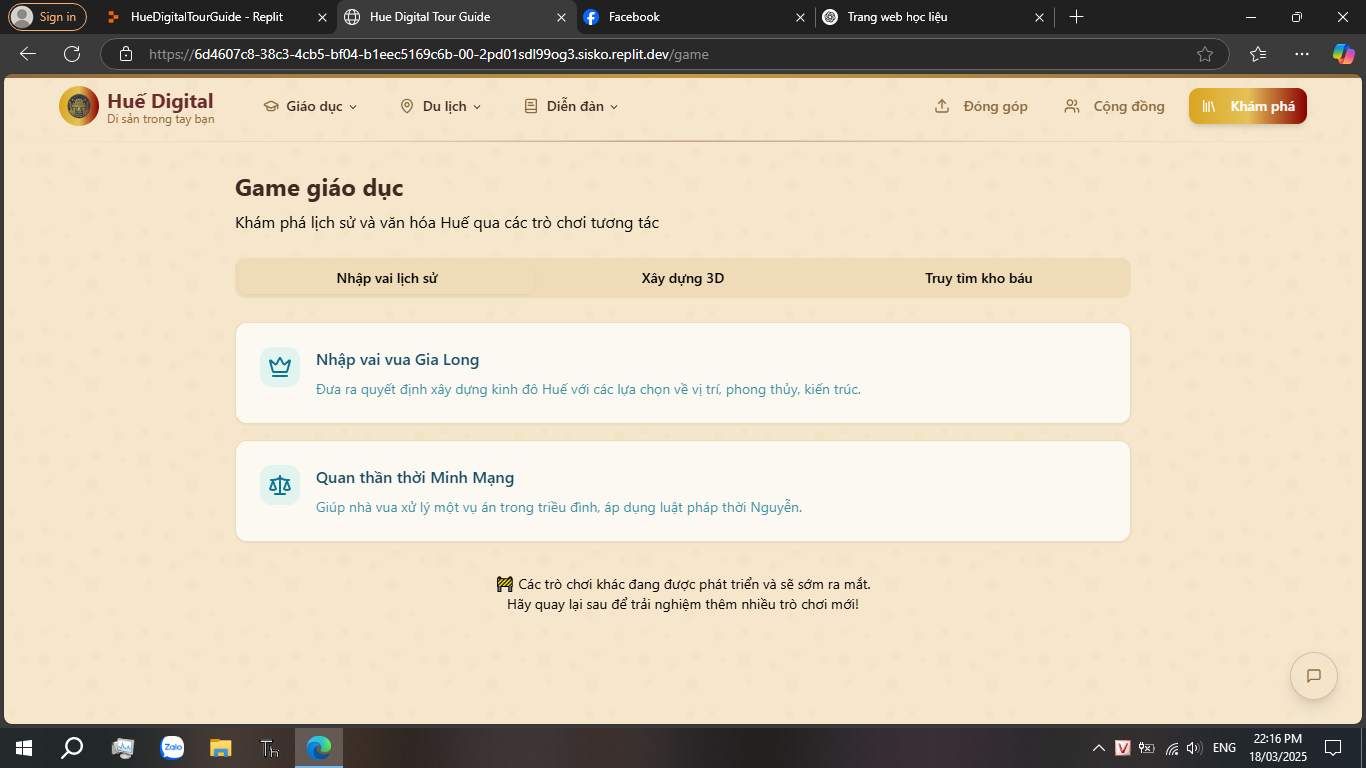 Sign in
HueDigitalTourGuide - Replit
Hue Digital Tour Guide
Facebook
Trang web học liệu
https://6d4607c8-38c3-4cb5-bf04-b1eec5169c6b-00-2pd01sdl99og3.sisko.replit.dev/game
Huế Digital
Di sản trong tay bạn
Giáo dục
Du lịch
Diễn đàn
Đóng góp
Cộng đồng
Khám phá
Game giáo dục
Khám phá lịch sử và văn hóa Huế qua các trò chơi tương tác
Nhập vai lịch sử
Xây dựng 3D
Truy tìm kho báu
Nhập vai vua Gia Long
Đưa ra quyết định xây dựng kinh đô Huế với các lựa chọn về vị trí, phong thủy, kiến trúc.
Quan thần thời Minh Mạng
Giúp nhà vua xử lý một vụ án trong triều đình, áp dụng luật pháp thời Nguyễn.
🚧 Các trò chơi khác đang được phát triển và sẽ sớm ra mắt.
Hãy quay lại sau để trải nghiệm thêm nhiều trò chơi mới!
Zalo
Th
V
ENG
22:16 PM
18/03/2025